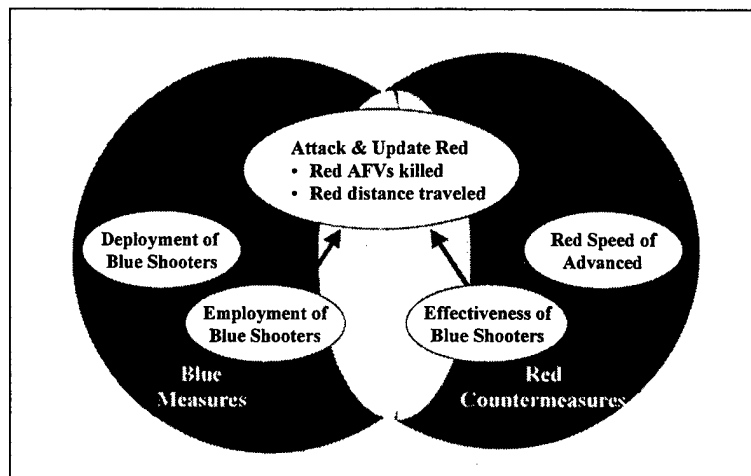 Attack & Update Red
• Red AFVs killed
• Red distance traveled
Deployment of
Blue Shooters
Red Speed of
Advanced
Employment of
Blue Shooters
Effectiveness of
Blue Shooters
Blue
Measures
Red
Countermeasures